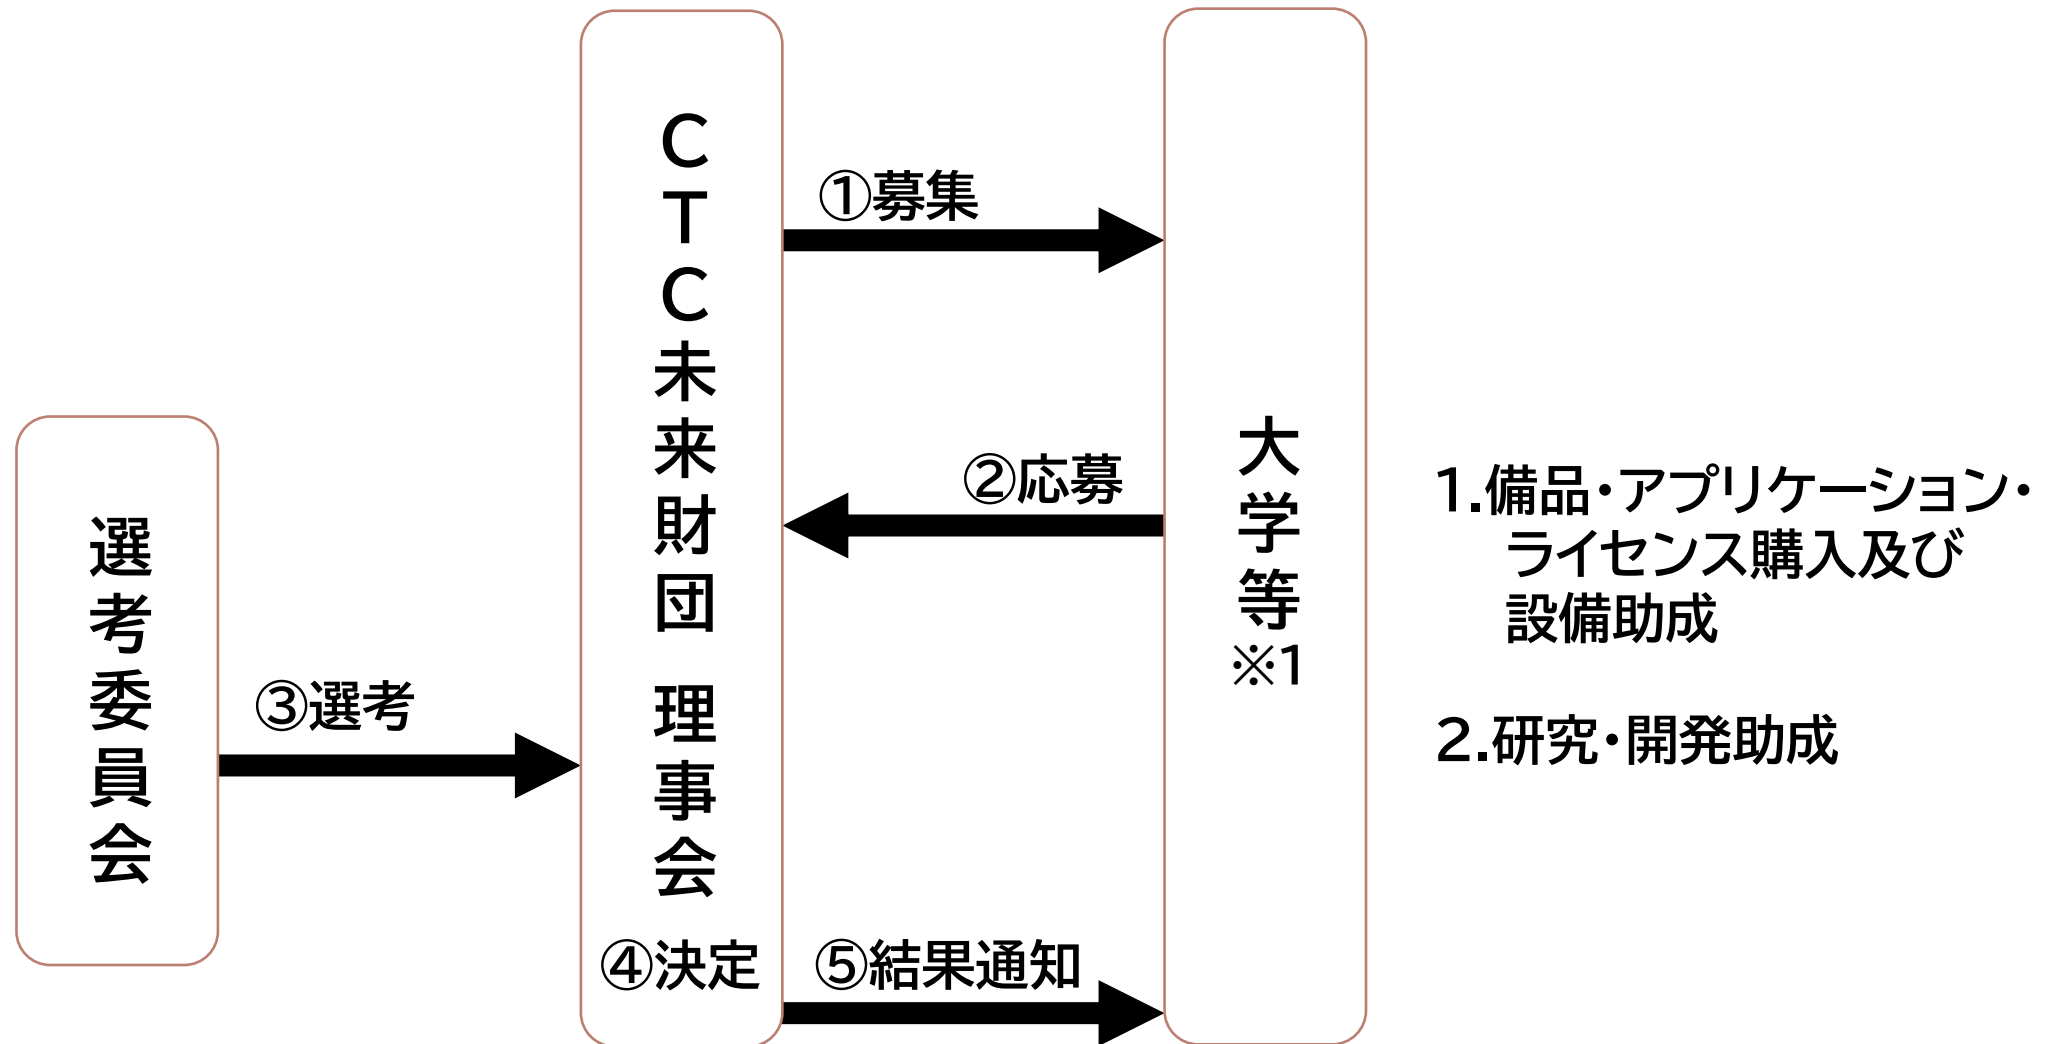 選考委員会
③選考
CTC未来財団 理事会
④決定
①募集
②応募
⑤結果通知
大学等
※1
1.備品・アプリケーション・
ライセンス購入及び
設備助成
2.研究・開発助成